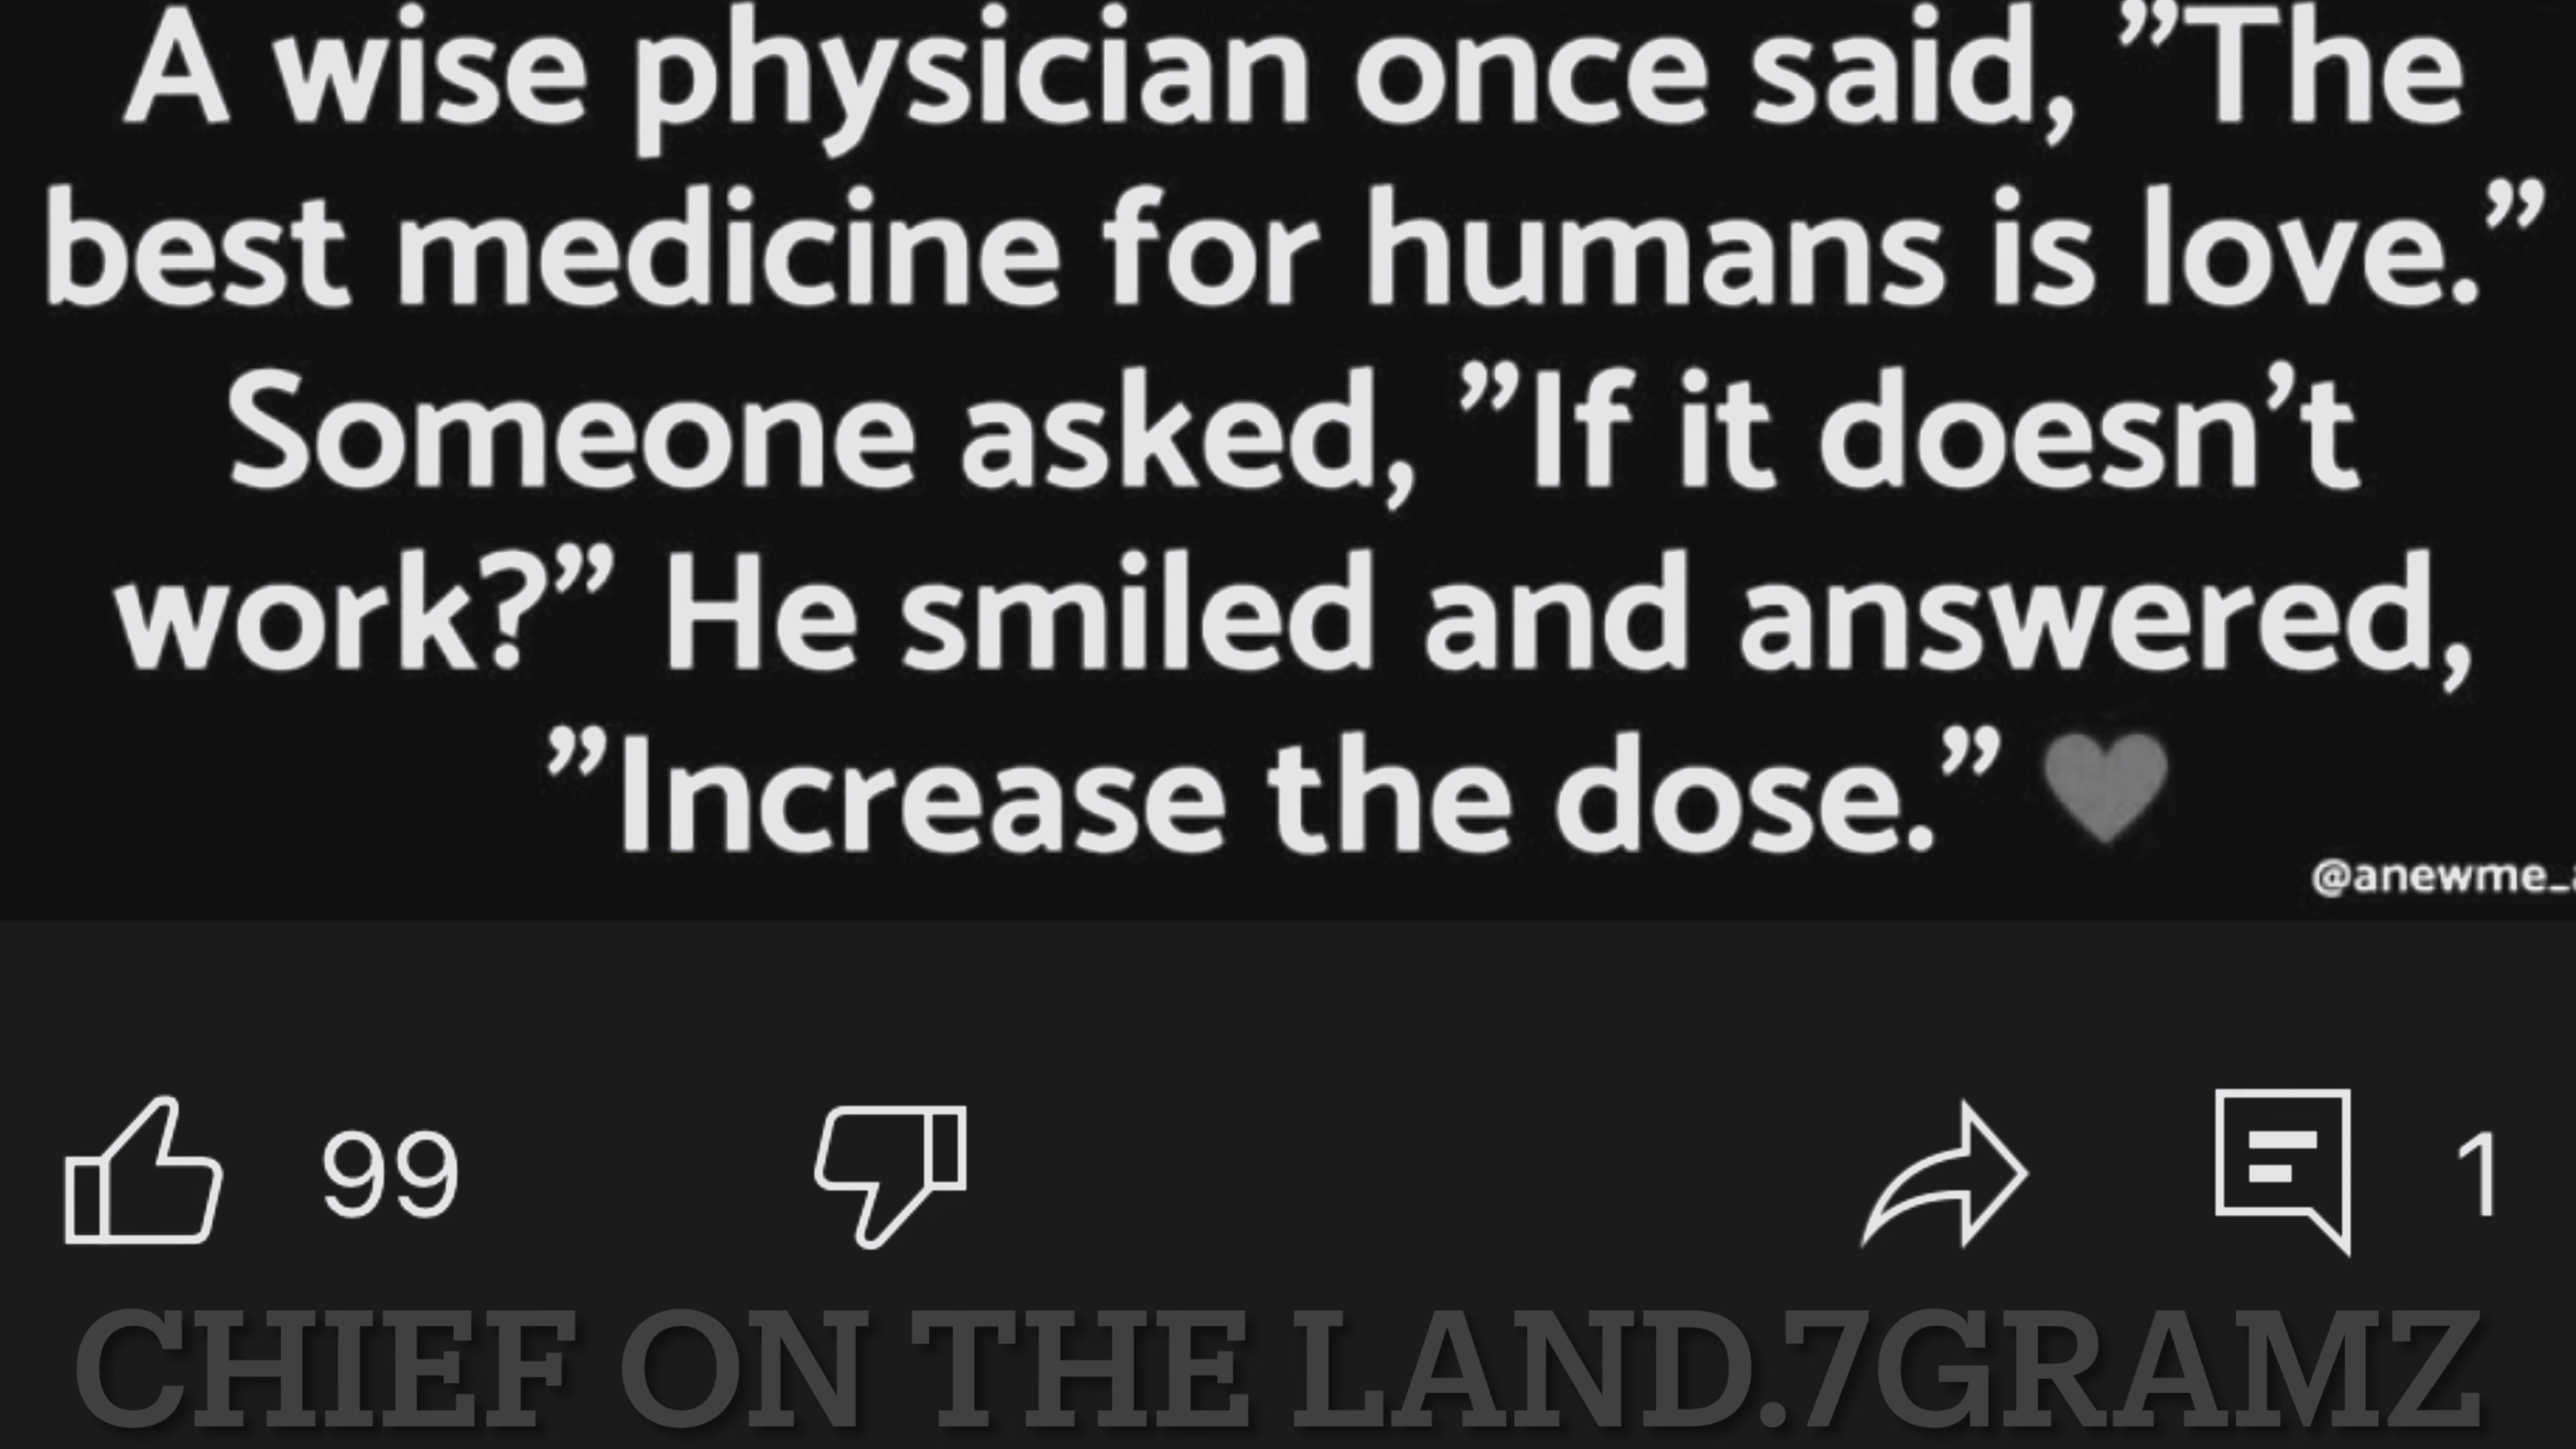 A wise physician once said, ”The
best medicine for humans is love.”
Someone asked, ”If it doesn’t
work?” He smiled and answered,
”Increase the dose.” 🩶
@anewme_
99
1
CHIEF ON THE LAND.7GRAMZ